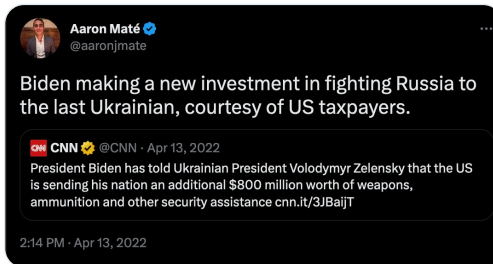 Aaron Maté
@aaronjmate
Biden making a new investment in fighting Russia to
the last Ukrainian, courtesy of US taxpayers.
CNN CNN @CNN · Apr 13, 2022
President Biden has told Ukrainian President Volodymyr Zelensky that the US
is sending his nation an additional $800 million worth of weapons,
ammunition and other security assistance cnn.it/3JBaijT
2:14 PM · Apr 13, 2022